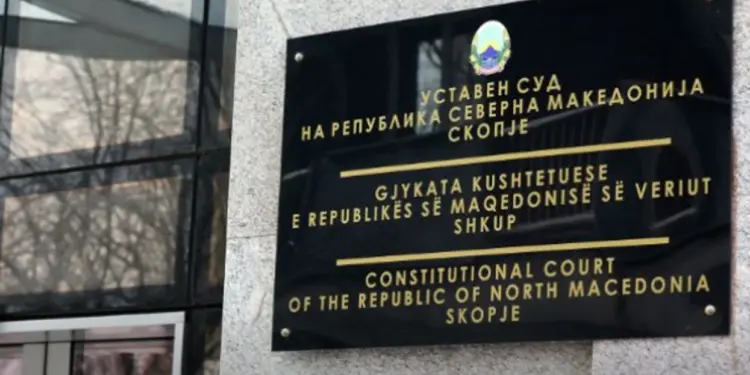 УСТАВЕН СУД
НА РЕПУБЛИКА СЕВЕРНА МАКЕДОНИЈА
СКОПЈЕ
GJYKATA KUSHTETUESE
E REPUBLIKËS SË MAQEDONISË SË VERIUT
SHKUP
CONSTITUTIONAL COURT
OF THE REPUBLIC OF NORTH MACEDONIA
SKOPJE